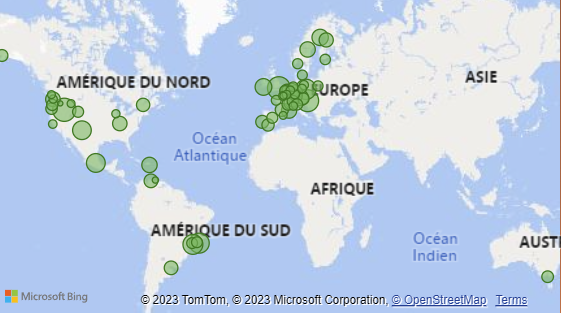 AMÉRIQUE DU NORD
EUROPE
ASIE
Océan
Atlantique
AFRIQUE
AMÉRIQUE DU SUD
Océan
Indien
AUST
Microsoft Bing
© 2023 TomTom, © 2023 Microsoft Corporation, © OpenStreetMap Terms